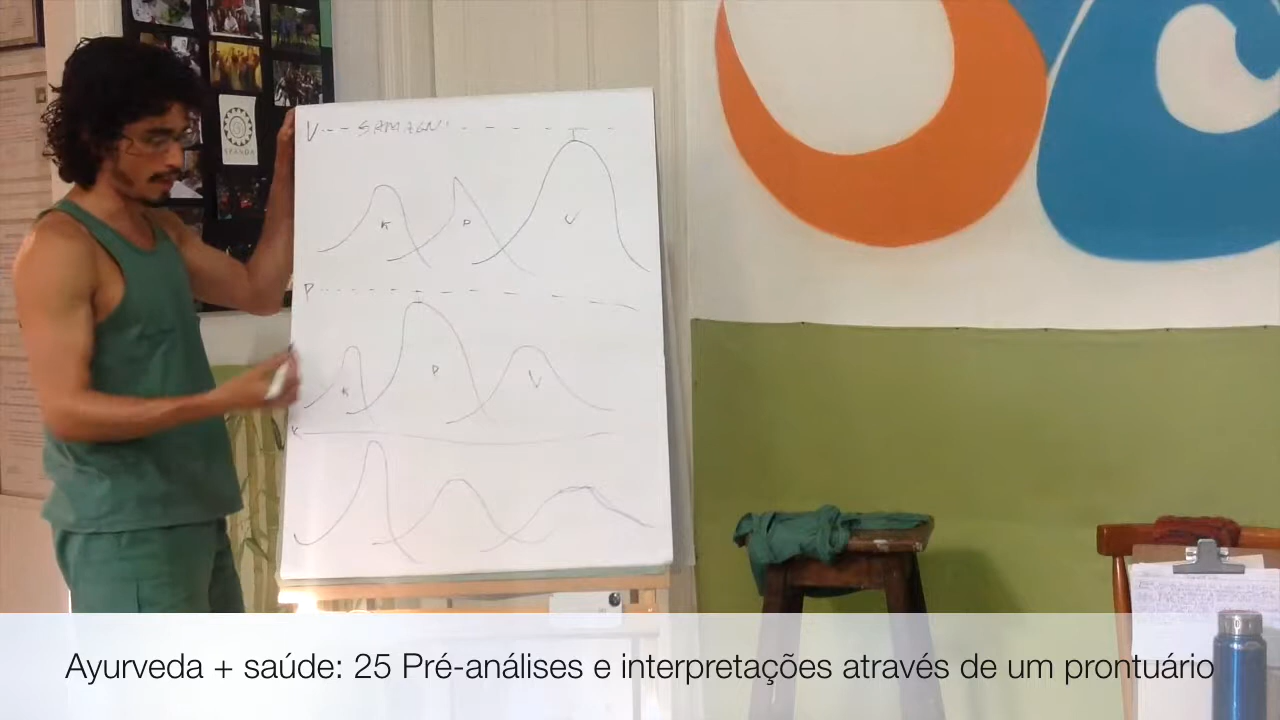 SPANDA
V--- SAMAGNI
K P V
P
K P V
K
Ayurveda + saúde: 25 Pré-análises e interpretações através de um prontuário